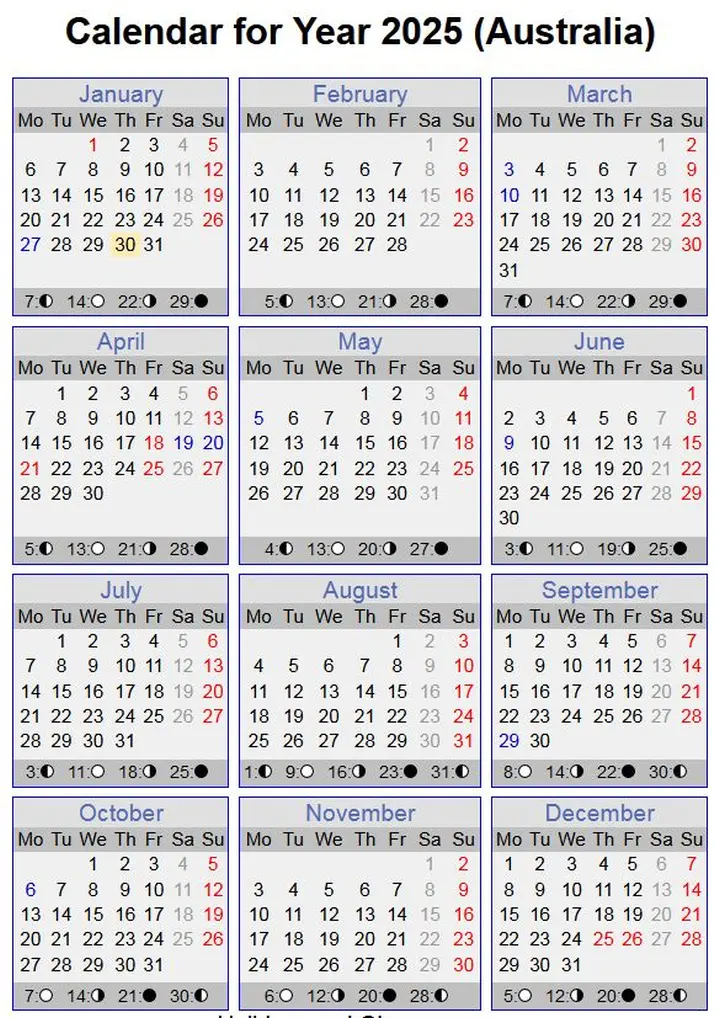 Calendar for Year 2025 (Australia)
January
Mo Tu We Th Fr Sa Su
1 2 3 4 5
6 7 8 9 10 11 12
13 14 15 16 17 18 19
20 21 22 23 24 25 26
27 28 29 30 31
7: 14: 22: 29:
February
Mo Tu We Th Fr Sa Su
1 2
3 4 5 6 7 8 9
10 11 12 13 14 15 16
17 18 19 20 21 22 23
24 25 26 27 28
5: 13: 21: 28:
March
Mo Tu We Th Fr Sa Su
1 2
3 4 5 6 7 8 9
10 11 12 13 14 15 16
17 18 19 20 21 22 23
24 25 26 27 28 29 30
31
7: 14: 22: 29:
April
Mo Tu We Th Fr Sa Su
1 2 3 4 5 6
7 8 9 10 11 12 13
14 15 16 17 18 19 20
21 22 23 24 25 26 27
28 29 30
5: 13: 21: 28:
May
Mo Tu We Th Fr Sa Su
1 2 3 4
5 6 7 8 9 10 11
12 13 14 15 16 17 18
19 20 21 22 23 24 25
26 27 28 29 30 31
4: 13: 20: 27:
June
Mo Tu We Th Fr Sa Su
1
2 3 4 5 6 7 8
9 10 11 12 13 14 15
16 17 18 19 20 21 22
23 24 25 26 27 28 29
30
3: 11: 19: 25:
July
Mo Tu We Th Fr Sa Su
1 2 3 4 5 6
7 8 9 10 11 12 13
14 15 16 17 18 19 20
21 22 23 24 25 26 27
28 29 30 31
3: 11: 18: 25:
August
Mo Tu We Th Fr Sa Su
1 2 3
4 5 6 7 8 9 10
11 12 13 14 15 16 17
18 19 20 21 22 23 24
25 26 27 28 29 30 31
1: 9: 16: 23: 31:
September
Mo Tu We Th Fr Sa Su
1 2 3 4 5 6 7
8 9 10 11 12 13 14
15 16 17 18 19 20 21
22 23 24 25 26 27 28
29 30
8: 14: 22: 30:
October
Mo Tu We Th Fr Sa Su
1 2 3 4 5
6 7 8 9 10 11 12
13 14 15 16 17 18 19
20 21 22 23 24 25 26
27 28 29 30 31
7: 14: 21: 30:
November
Mo Tu We Th Fr Sa Su
1 2
3 4 5 6 7 8 9
10 11 12 13 14 15 16
17 18 19 20 21 22 23
24 25 26 27 28 29 30
6: 12: 20: 28:
December
Mo Tu We Th Fr Sa Su
1 2 3 4 5 6 7
8 9 10 11 12 13 14
15 16 17 18 19 20 21
22 23 24 25 26 27 28
29 30 31
5: 12: 20: 28: